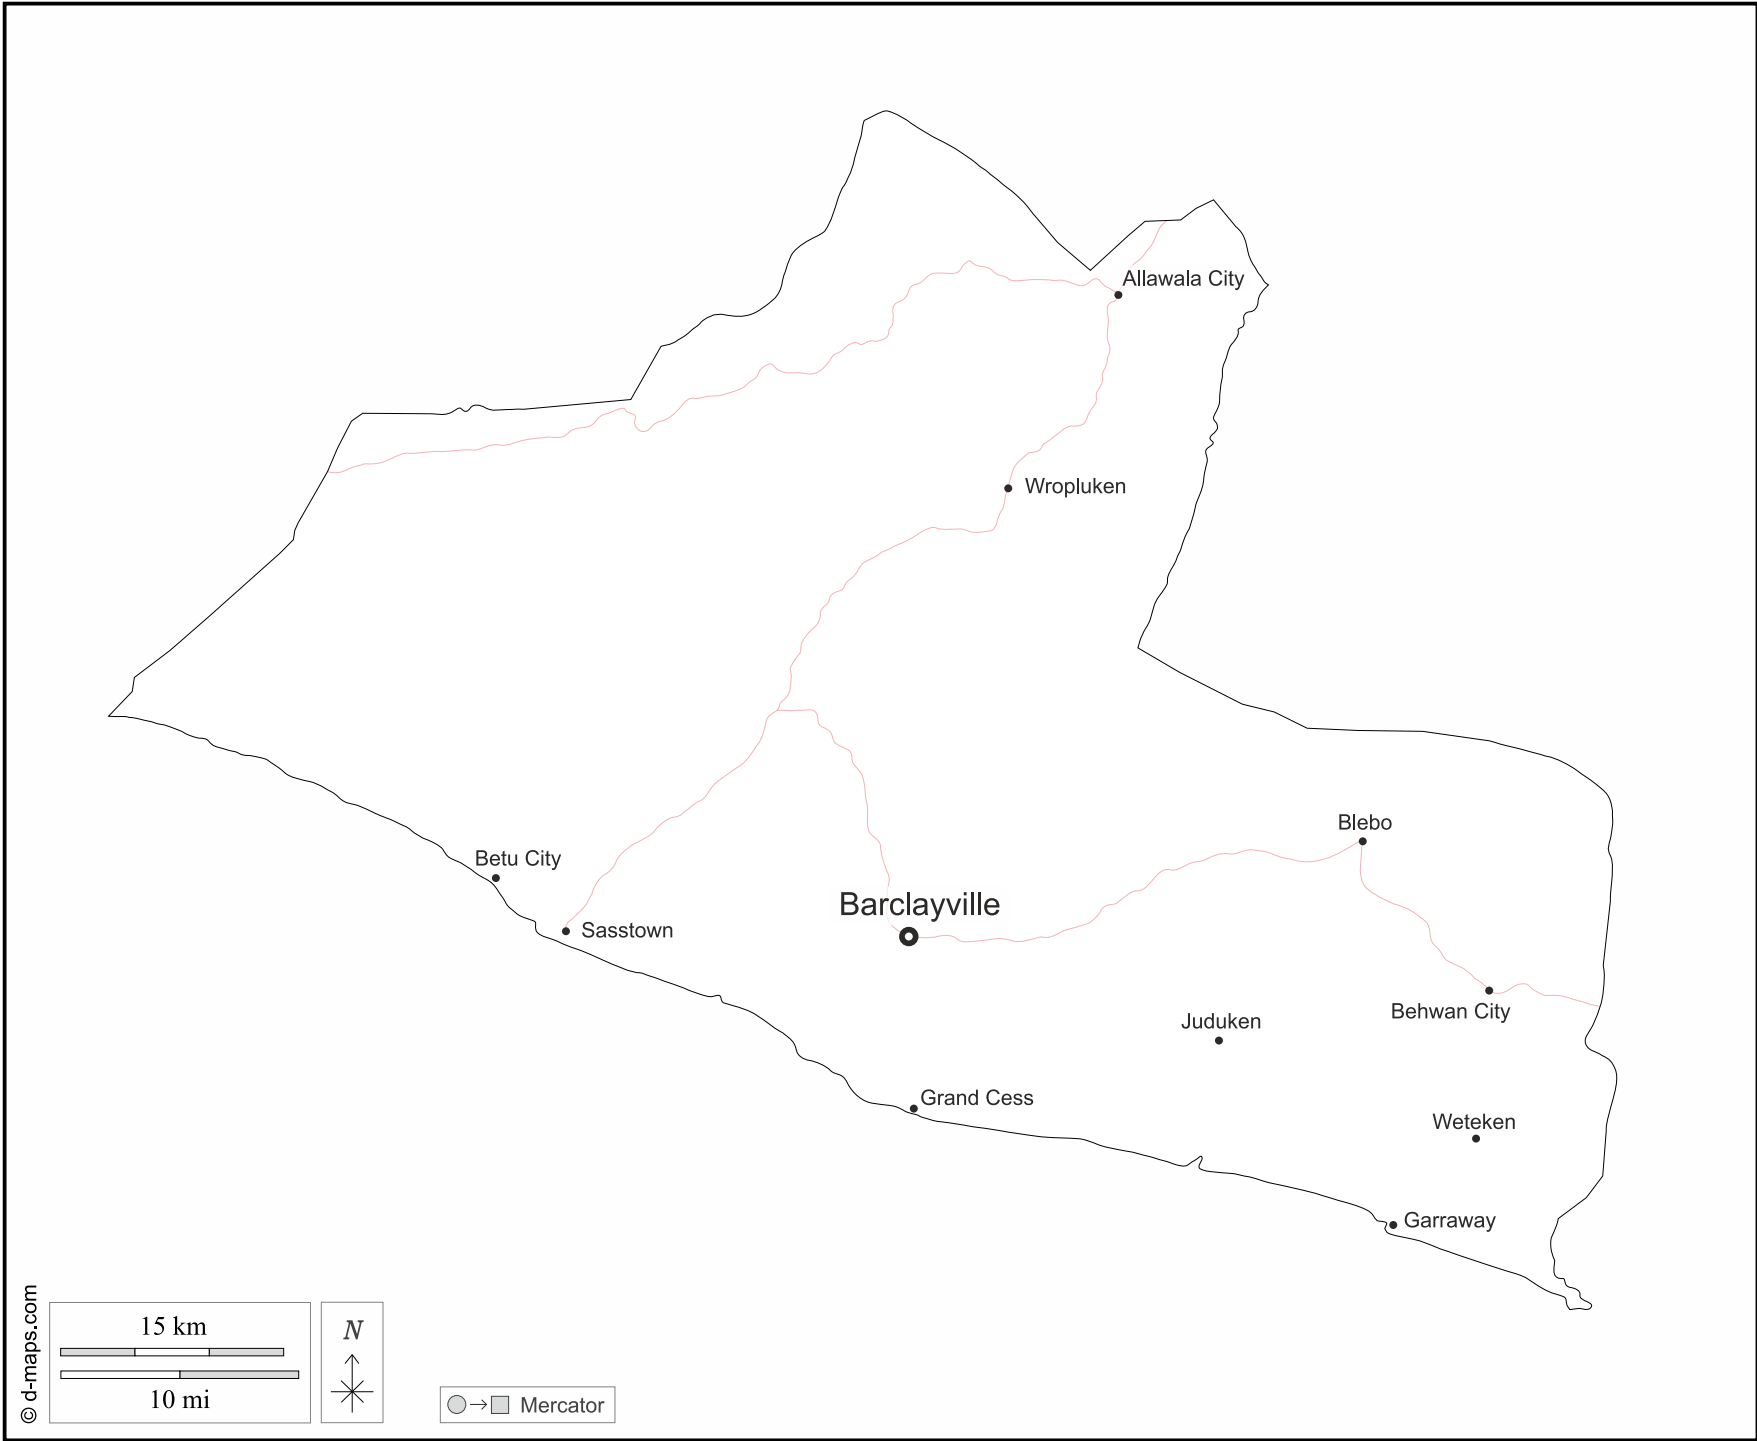 Allawala City
Wropluken
Blebo
Betu City
Barclayville
Sasstown
Behwan City
Juduken
Grand Cess
Weteken
Garraway
© d-maps.com
15 km
10 mi
N
Mercator